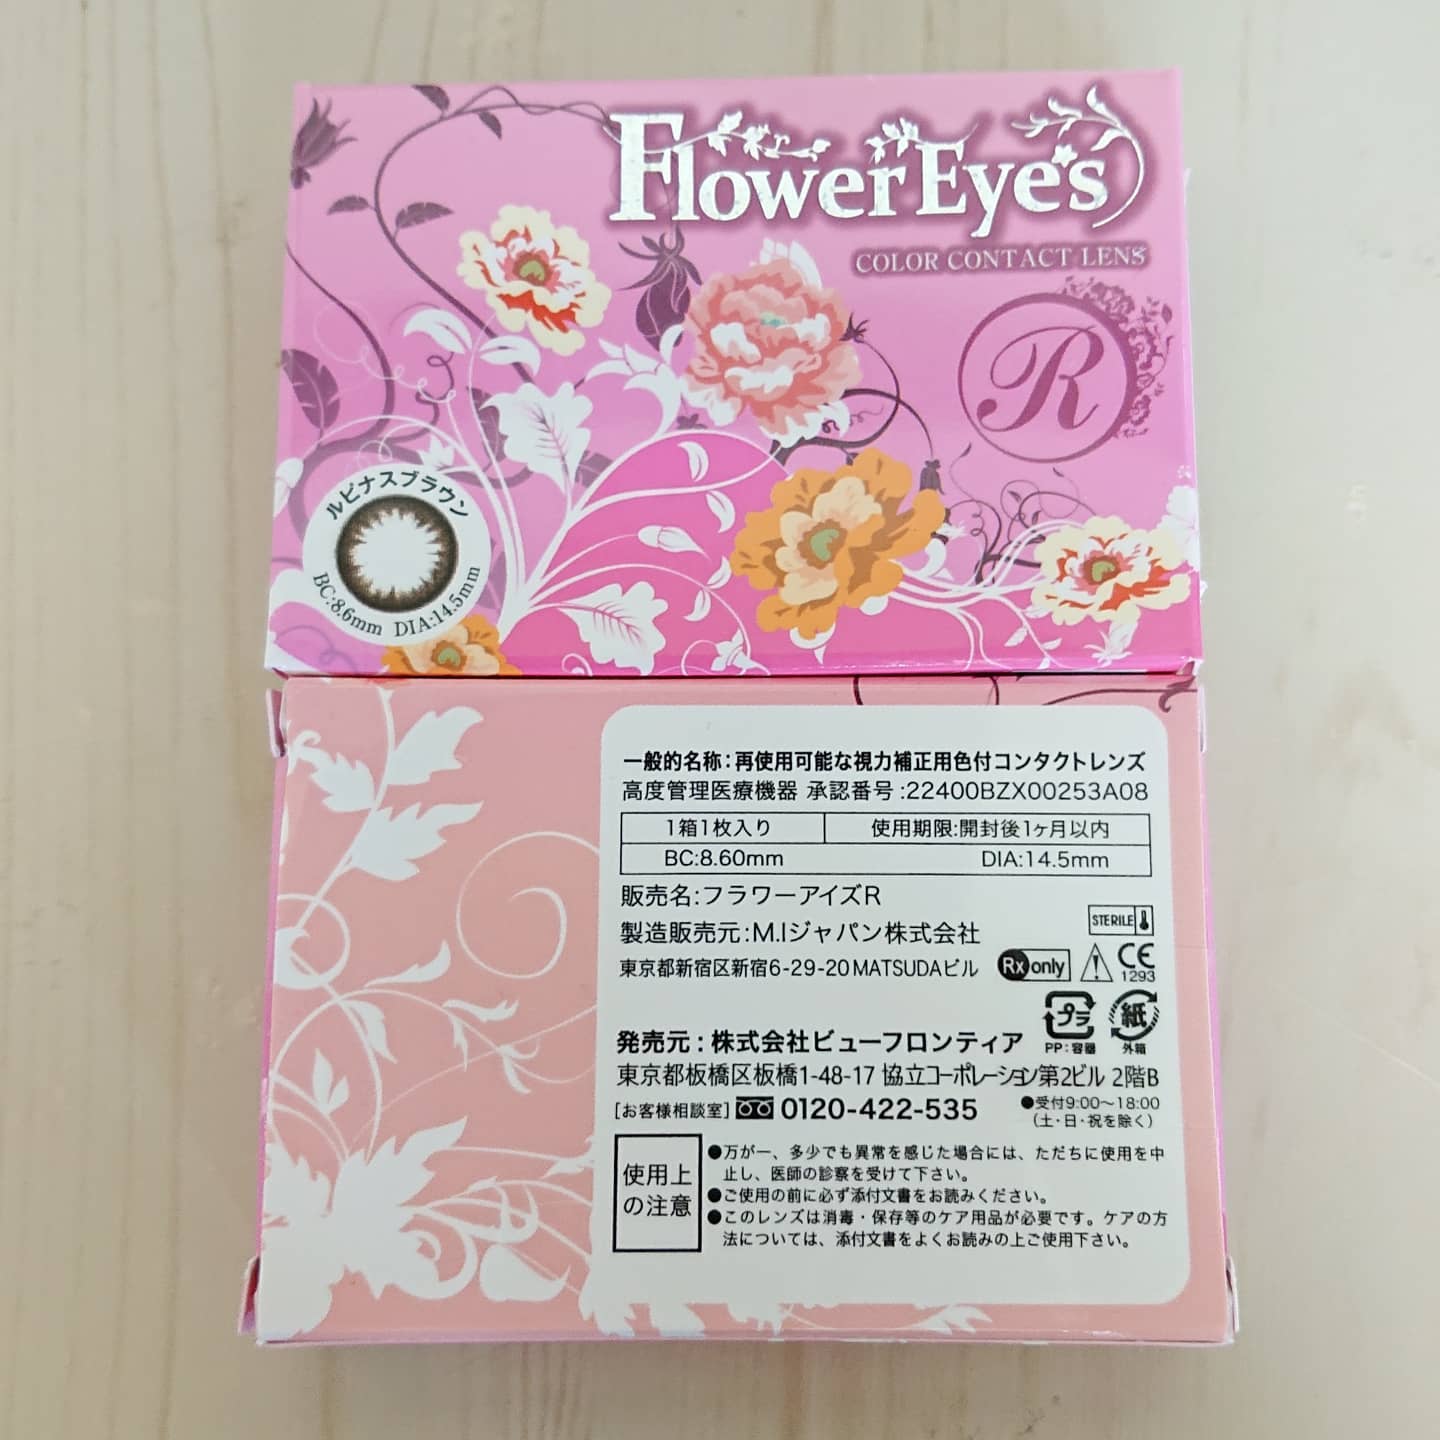 FlowerEyes
COLOR CONTACT LENS
R
ルピナスブラウン
BC:8.6mm DIA:14.5mm
一般的名称:再使用可能な視力補正用色付コンタクトレンズ
高度管理医療機器 承認番号:22400BZX00253A08
1箱1枚入り 使用期限:開封後1ヶ月以内
BC:8.60mm DIA:14.5mm
販売名:フラワーアイズR
STERILE
製造販売元:M.Iジャパン株式会社
東京都新宿区新宿6-29-20 MATSUDAビル
Rx only
CE
1293
プラ
PP:容器
紙
外箱
発売元:株式会社ビューフロンティア
東京都板橋区板橋1-48-17 協立コーポレーション第2ビル 2階B
[お客様相談室] 0120-422-535
●受付9:00〜18:00
(土・日・祝を除く)
使用上
の注意
●万が一、多少でも異常を感じた場合には、ただちに使用を中
止し、医師の診察を受けて下さい。
●ご使用の前に必ず添付文書をお読みください。
●このレンズは消毒・保存等のケア用品が必要です。ケアの方
法については、添付文書をよくお読みの上ご使用下さい。